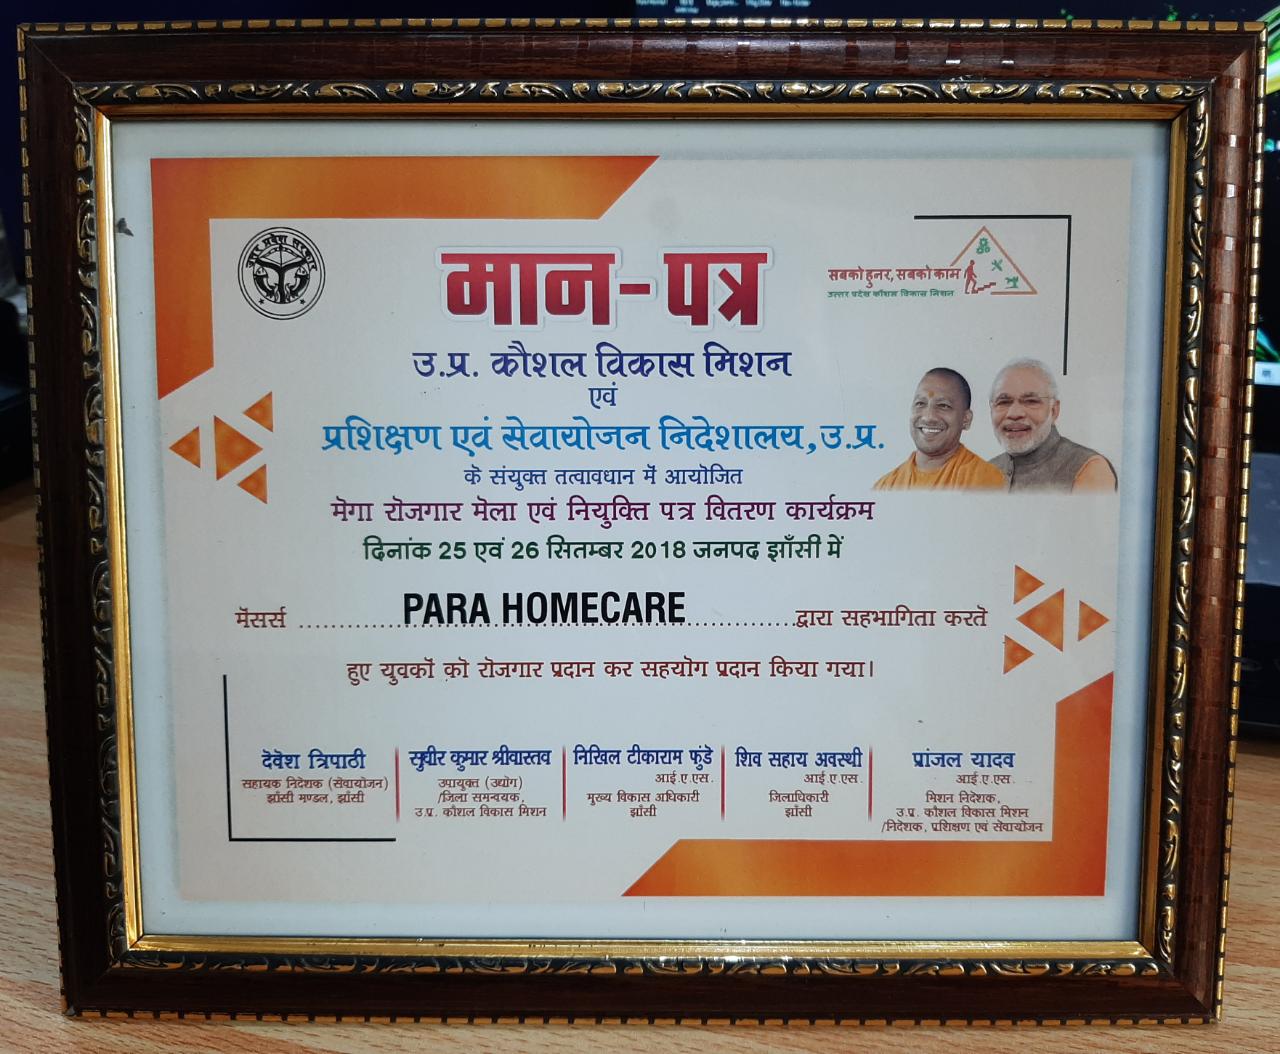 उत्तर प्रदेश सरकार
मान-पत्र
सबको हुनर, सबको काम
उत्तर प्रदेश कौशल विकास मिशन
उ.प्र. कौशल विकास मिशन
एवं
प्रशिक्षण एवं सेवायोजन निदेशालय, उ.प्र.
के संयुक्त तत्वावधान में आयोजित
मेगा रोजगार मेला एवं नियुक्ति पत्र वितरण कार्यक्रम
दिनांक 25 एवं 26 सितम्बर 2018 जनपद झाँसी में
मैसर्स ........PARA HOMECARE........ द्वारा सहभागिता करते
हुए युवकों को रोजगार प्रदान कर सहयोग प्रदान किया गया।
देवेश त्रिपाठी
सहायक निदेशक (सेवायोजन)
झाँसी मण्डल, झाँसी
सुधीर कुमार श्रीवास्तव
उपायुक्त (उद्योग)
/जिला समन्वयक,
उ.प्र. कौशल विकास मिशन
निखिल टीकाराम फुंडे
आई.ए.एस.
मुख्य विकास अधिकारी
झाँसी
शिव सहाय अवस्थी
आई.ए.एस.
जिलाधिकारी
झाँसी
प्रांजल यादव
आई.ए.एस.
मिशन निदेशक,
उ.प्र. कौशल विकास मिशन
/निदेशक, प्रशिक्षण एवं सेवायोजन